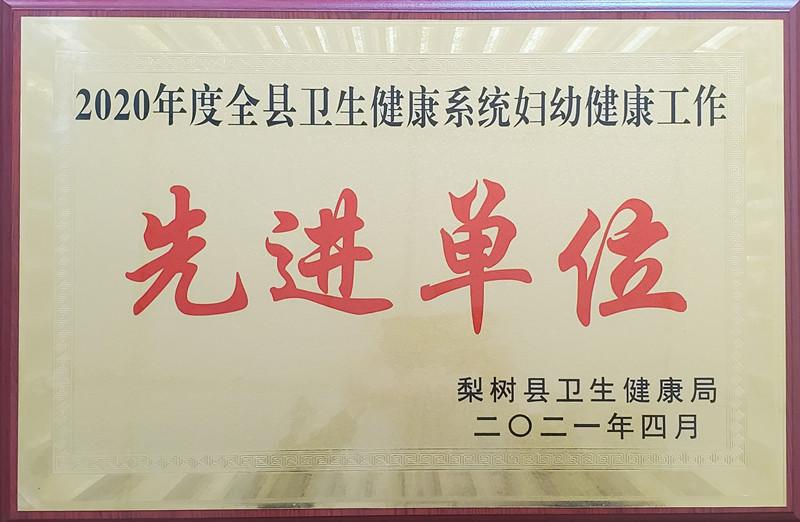 2020年度全县卫生健康系统妇幼健康工作
先进单位
梨树县卫生健康局
二〇二一年四月